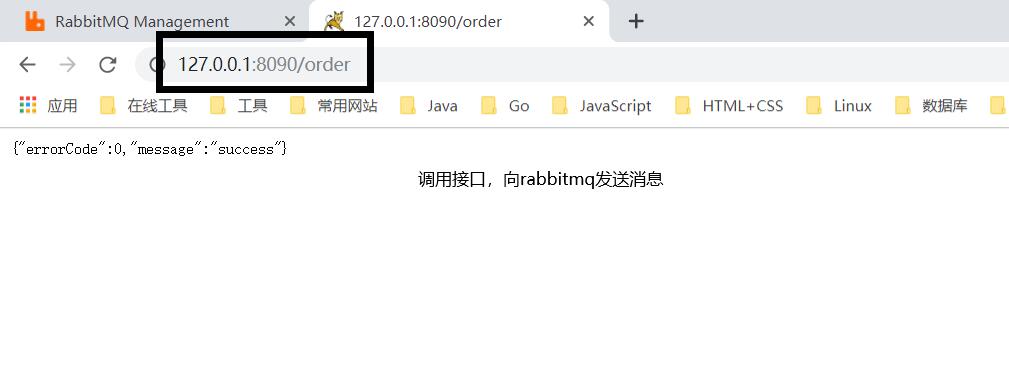 RabbitMQ Management
127.0.0.1:8090/order
127.0.0.1:8090/order
应用 在线工具 工具 常用网站 Java Go JavaScript HTML+CSS Linux 数据库
{"errorCode":0,"message":"success"}
调用接口，向rabbitmq发送消息